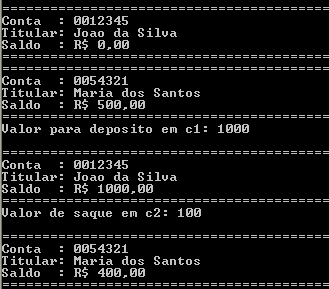 ========================================
Conta  : 0012345
Titular: Joao da Silva
Saldo  : R$ 0,00
========================================
========================================
Conta  : 0054321
Titular: Maria dos Santos
Saldo  : R$ 500,00
========================================
Valor para deposito em c1: 1000
========================================
Conta  : 0012345
Titular: Joao da Silva
Saldo  : R$ 1000,00
========================================
Valor de saque em c2: 100
========================================
Conta  : 0054321
Titular: Maria dos Santos
Saldo  : R$ 400,00
========================================